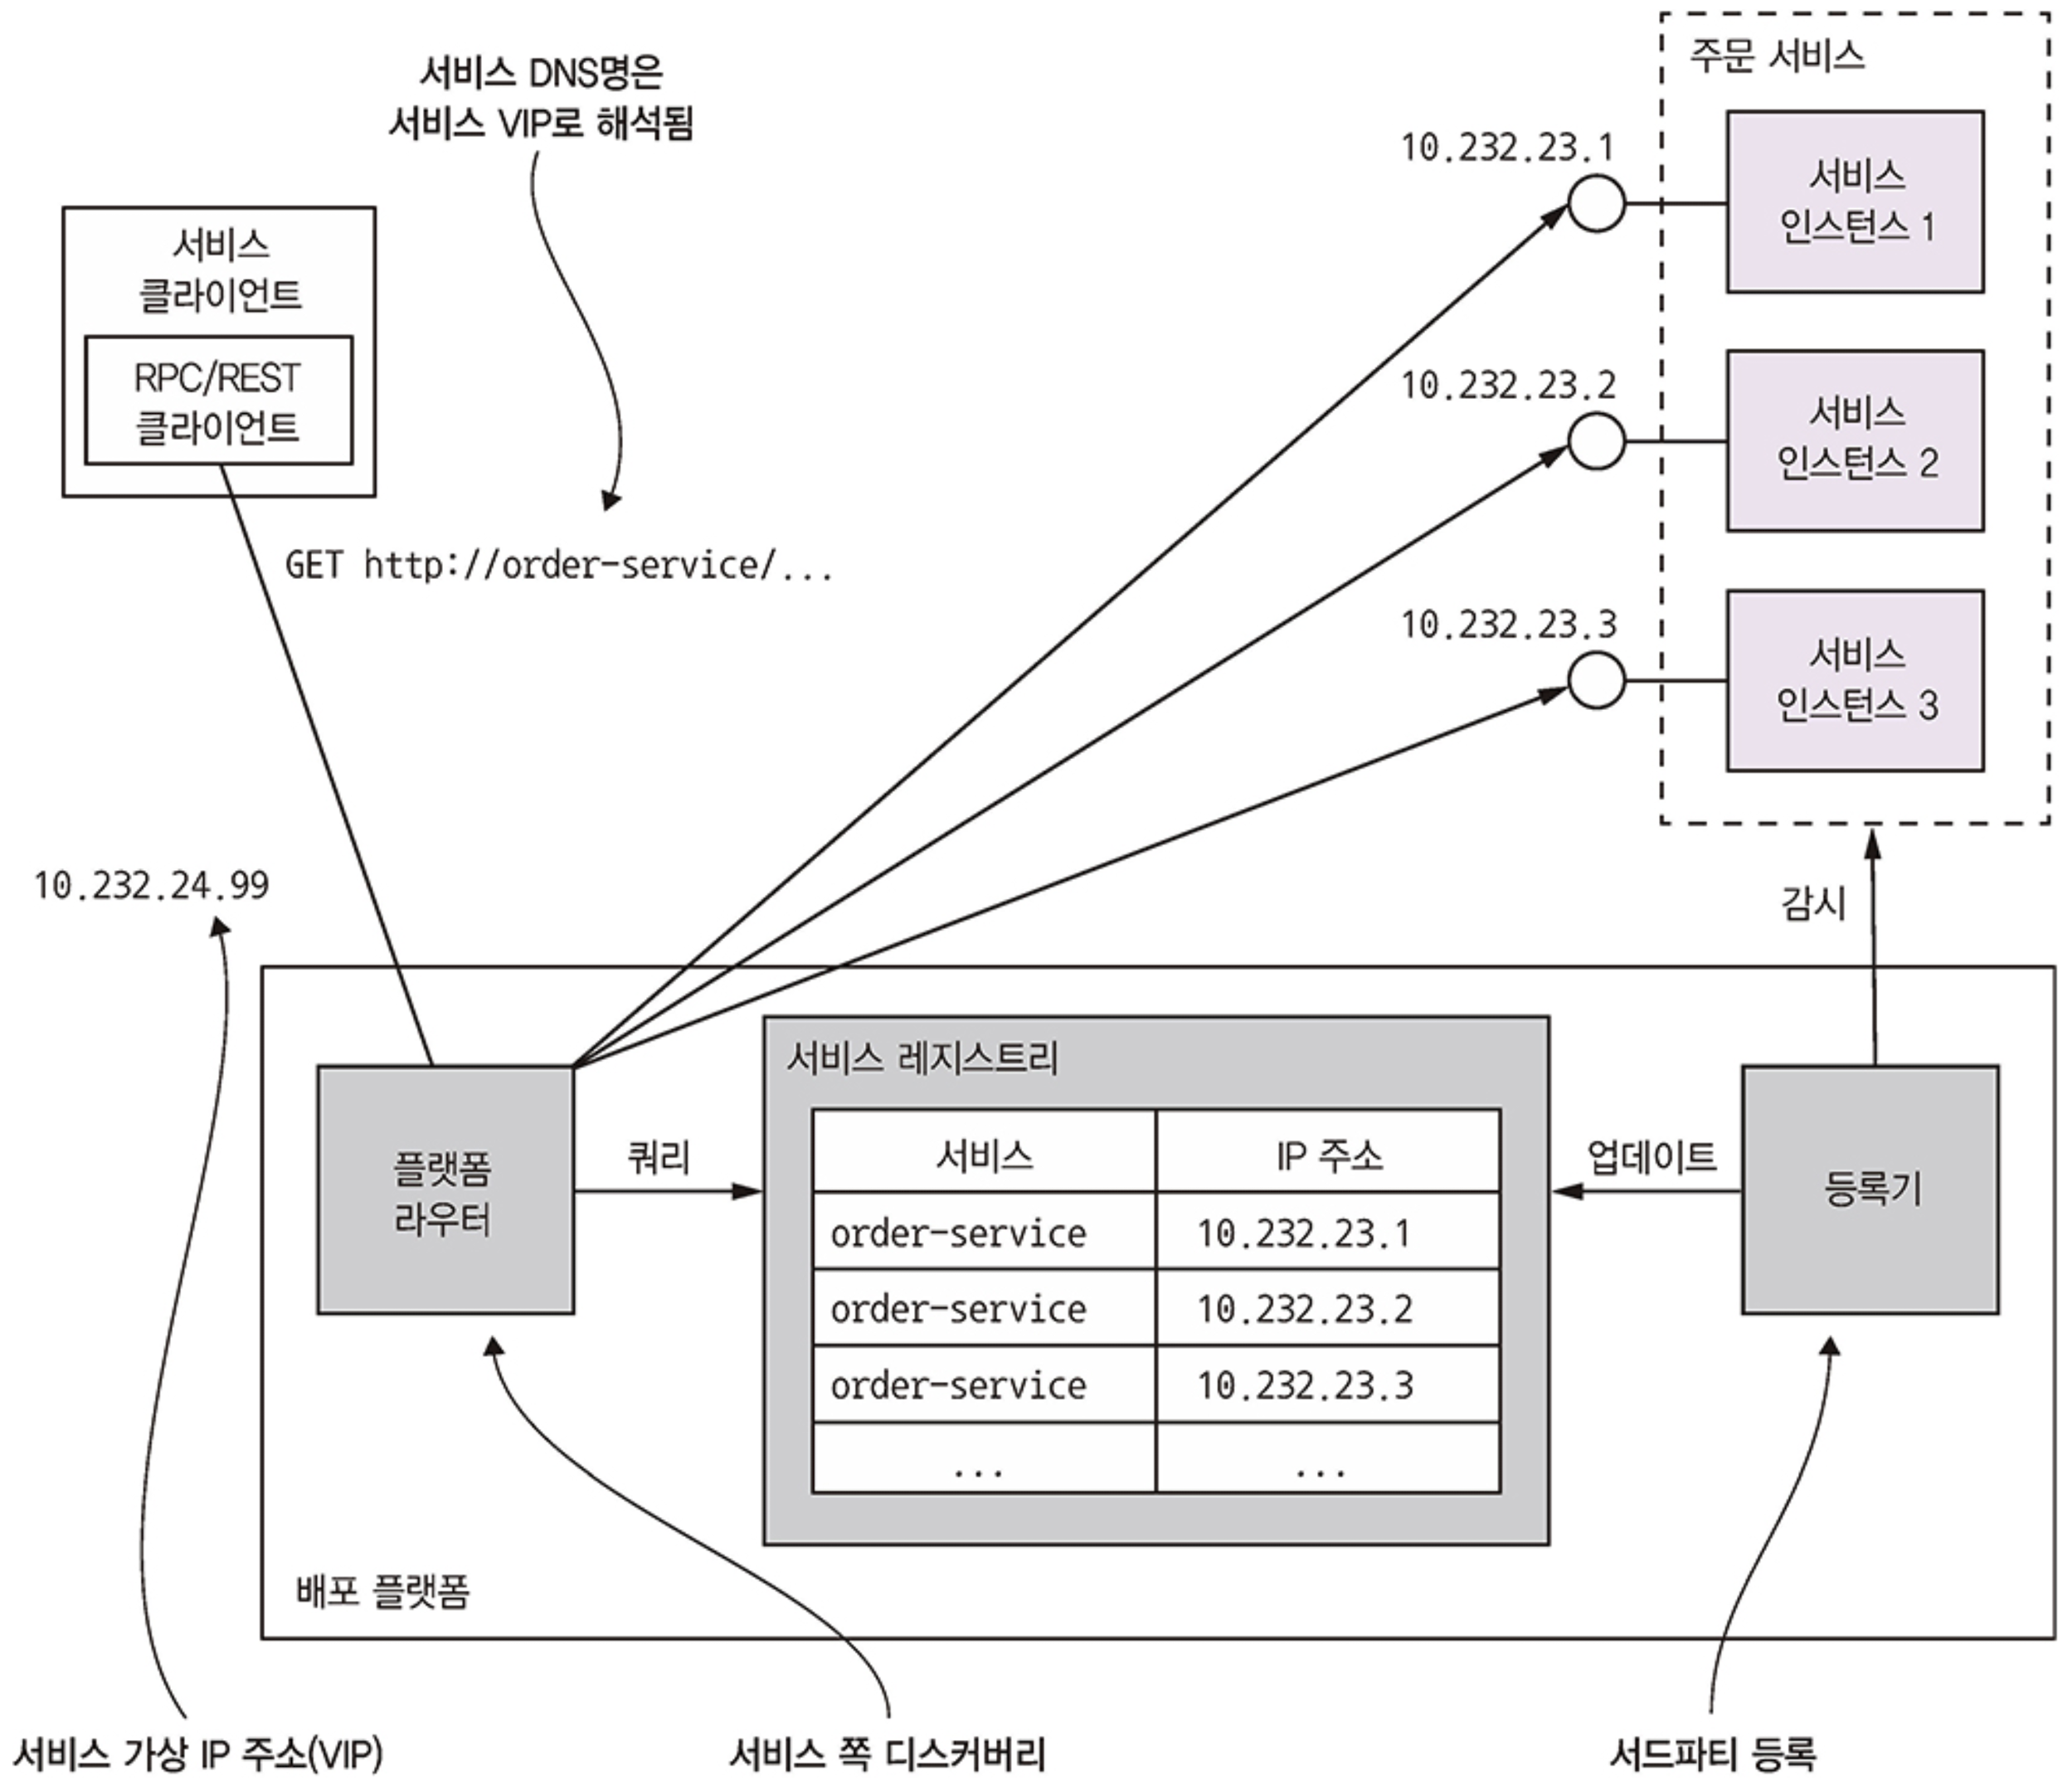 서비스 DNS명은
서비스 VIP로 해석됨
주문 서비스
10.232.23.1
서비스
인스턴스 1
서비스
클라이언트
RPC/REST
클라이언트
10.232.23.2
서비스
인스턴스 2
GET http://order-service/...
10.232.23.3
서비스
인스턴스 3
10.232.24.99
감시
서비스 레지스트리
플랫폼
라우터
쿼리
서비스 IP 주소
order-service 10.232.23.1
order-service 10.232.23.2
order-service 10.232.23.3
... ...
업데이트
등록기
배포 플랫폼
서비스 가상 IP 주소(VIP)
서비스 쪽 디스커버리
서드파티 등록